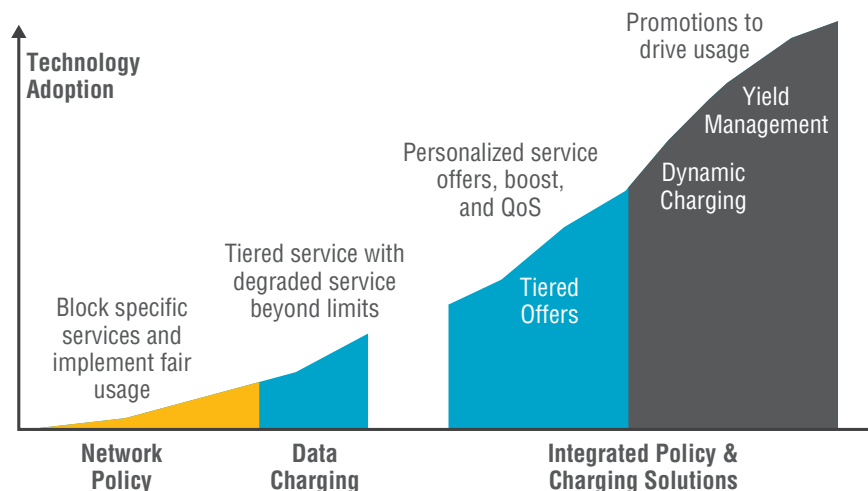 Promotions to
drive usage
Technology
Adoption
Yield
Management
Personalized service
offers, boost,
and QoS
Dynamic
Charging
Tiered service with
degraded service
beyond limits
Tiered
Offers
Block specific
services and
implement fair
usage
Network
Policy
Data
Charging
Integrated Policy &
Charging Solutions